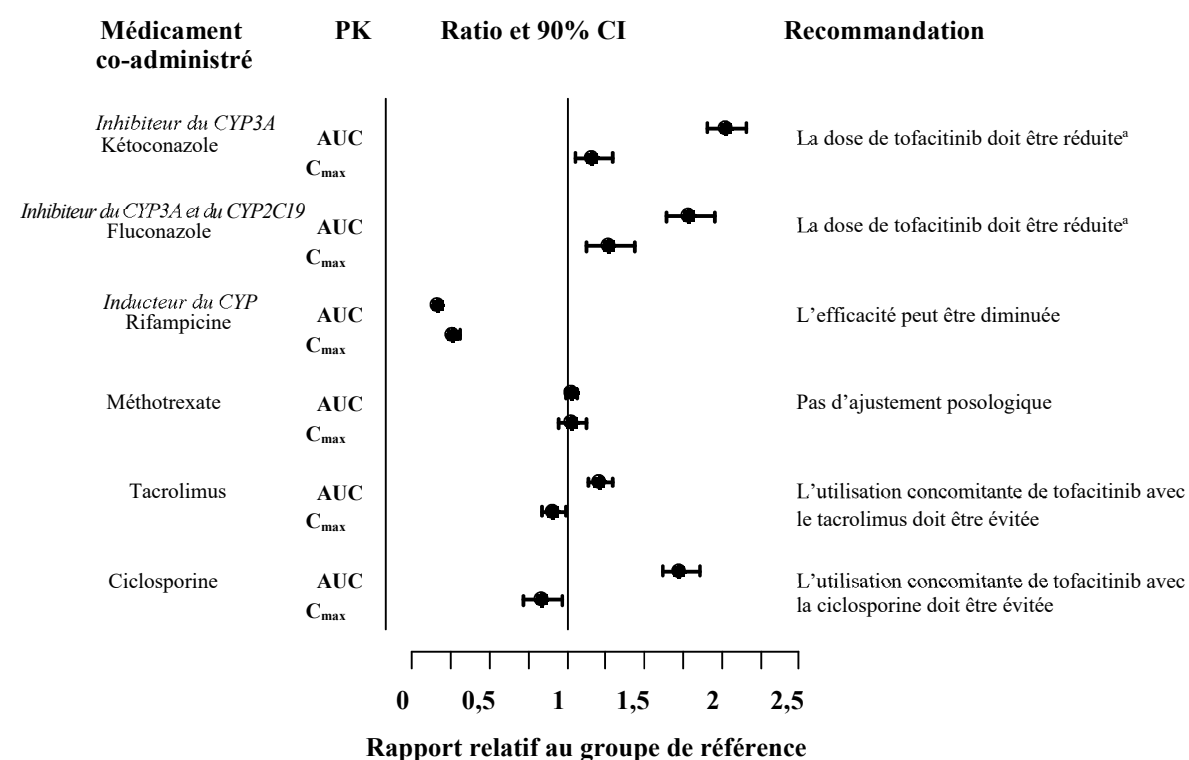 Médicament co-administré PK Ratio et 90% CI Recommandation
Inhibiteur du CYP3A
Kétoconazole AUC La dose de tofacitinib doit être réduiteᵃ
Cmax
Inhibiteur du CYP3A et du CYP2C19
Fluconazole AUC La dose de tofacitinib doit être réduiteᵃ
Cmax
Inducteur du CYP
Rifampicine AUC L’efficacité peut être diminuée
Cmax
Méthotrexate AUC Pas d’ajustement posologique
Cmax
Tacrolimus AUC L’utilisation concomitante de tofacitinib avec
Cmax le tacrolimus doit être évitée
Ciclosporine AUC L’utilisation concomitante de tofacitinib avec
Cmax la ciclosporine doit être évitée
0 0,5 1 1,5 2 2,5
Rapport relatif au groupe de référence